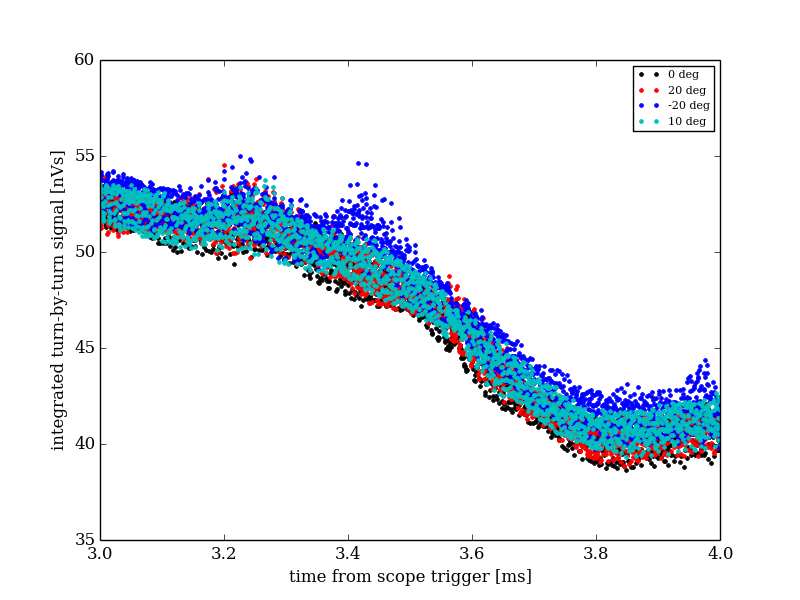 60
55
50
45
40
35
integrated turn-by-turn signal [nVs]
0 deg
20 deg
-20 deg
10 deg
3.0 3.2 3.4 3.6 3.8 4.0
time from scope trigger [ms]